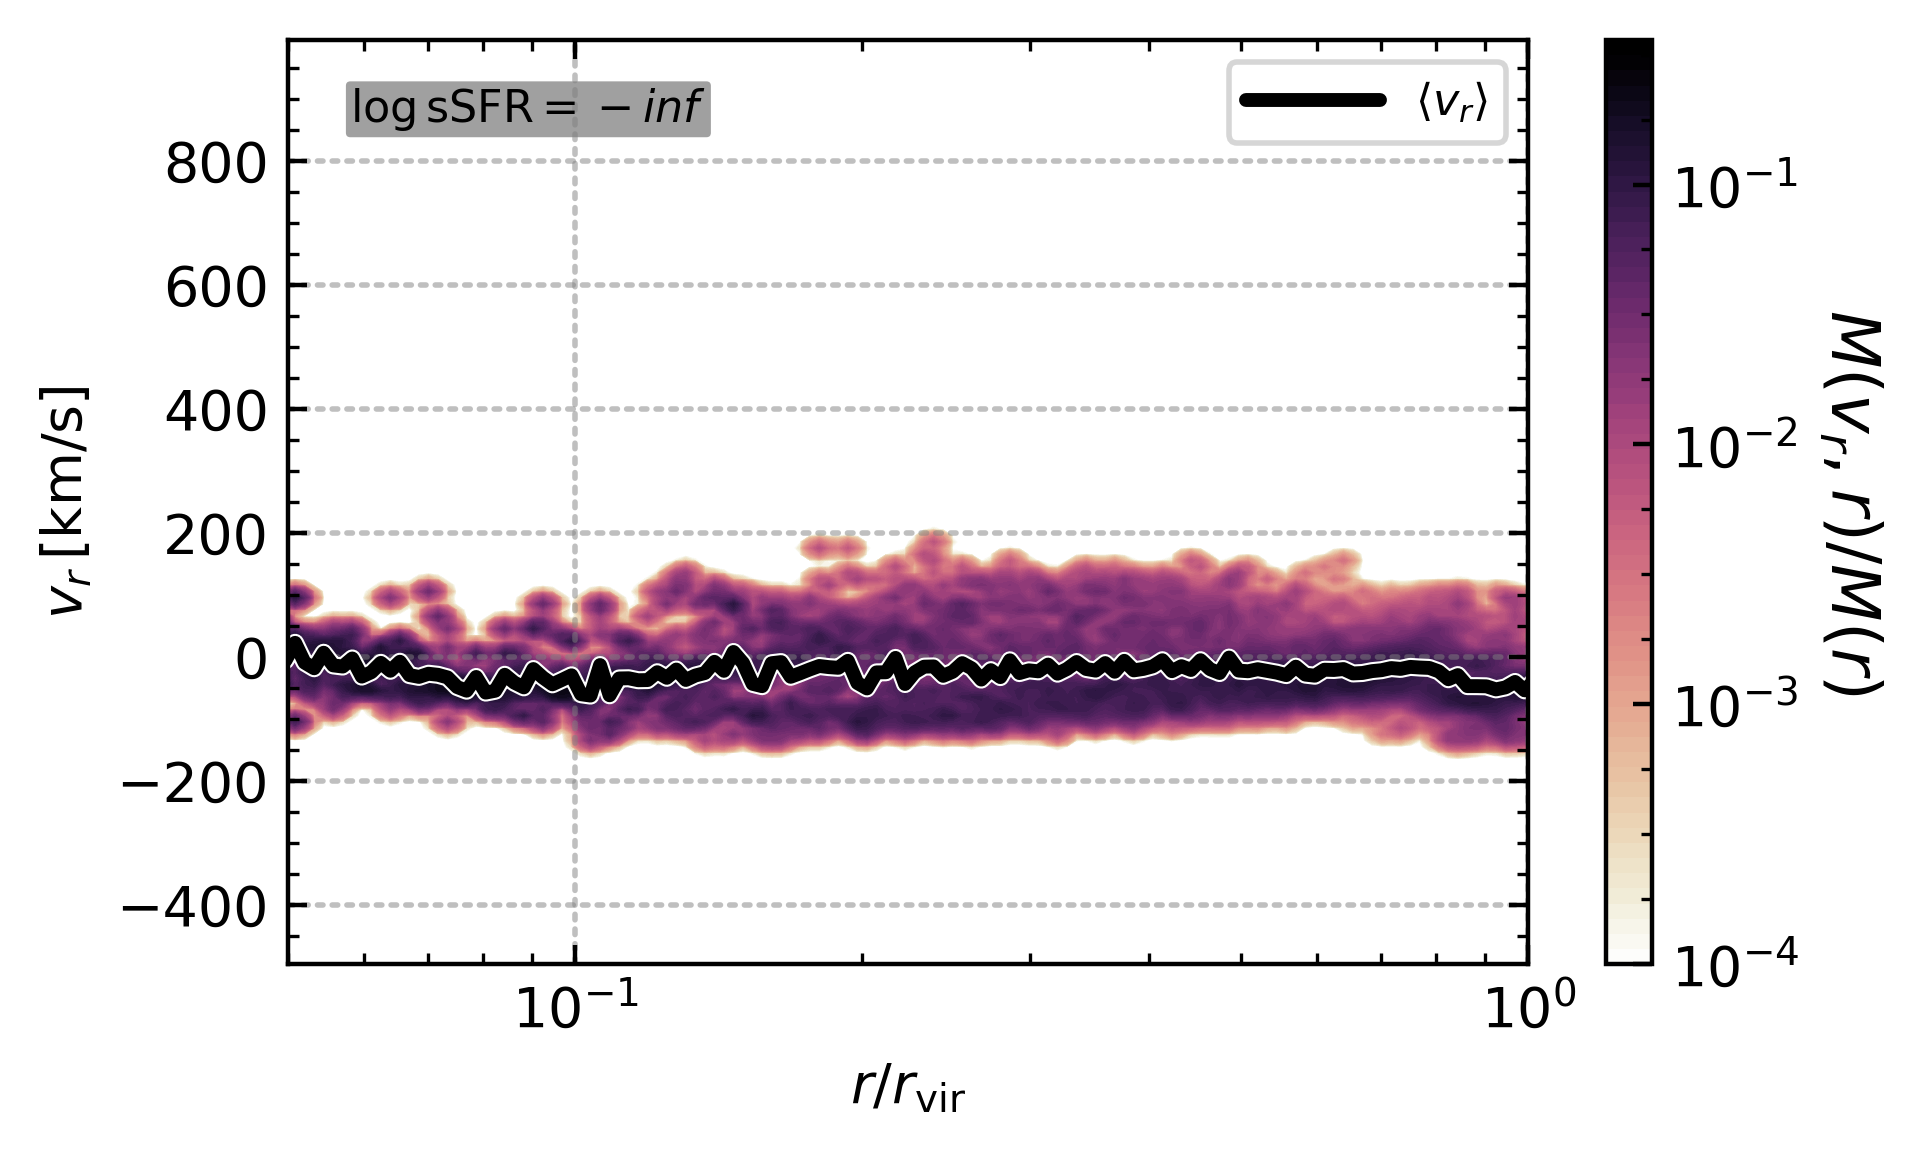 log sSFR = −inf
⟨v_r⟩
800
600
400
200
0
−200
−400
v_r [km/s]
10^{−1}
10^0
r/r_vir
10^{−1}
10^{−2}
10^{−3}
10^{−4}
M(v_r, r)/M(r)